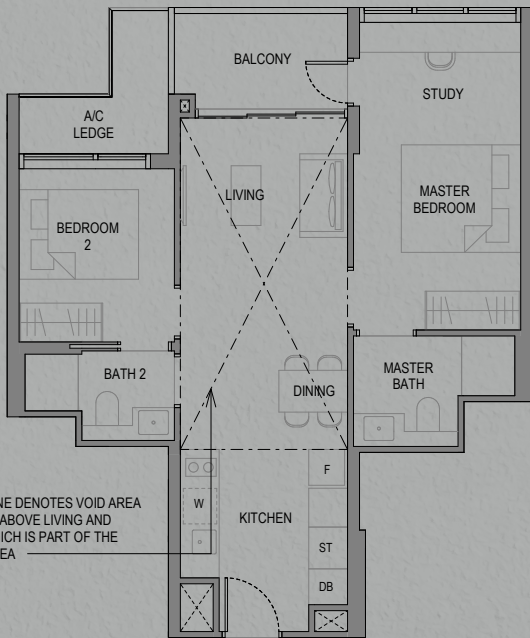 BALCONY
STUDY
A/C
LEDGE
LIVING
MASTER
BEDROOM
BEDROOM
2
BATH 2
DINING
MASTER
BATH
NE DENOTES VOID AREA
ABOVE LIVING AND
ICH IS PART OF THE
EA
W
KITCHEN
F
ST
DB